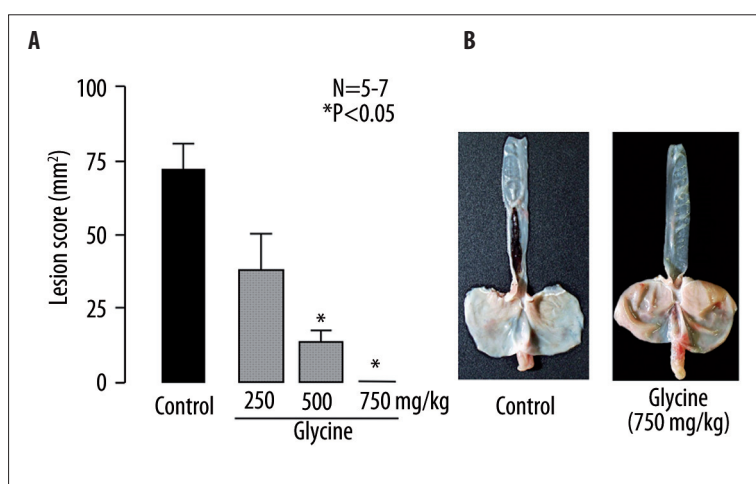 A
B
100
75
50
25
0
Lesion score (mm²)
N=5-7
*P<0.05
*
*
Control
250
500
750 mg/kg
Glycine
Control
Glycine
(750 mg/kg)